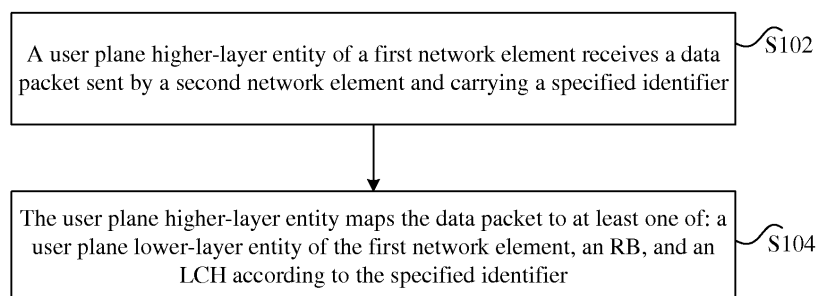 A user plane higher-layer entity of a first network element receives a data
packet sent by a second network element and carrying a specified identifier
S102
The user plane higher-layer entity maps the data packet to at least one of: a
user plane lower-layer entity of the first network element, an RB, and an
LCH according to the specified identifier
S104